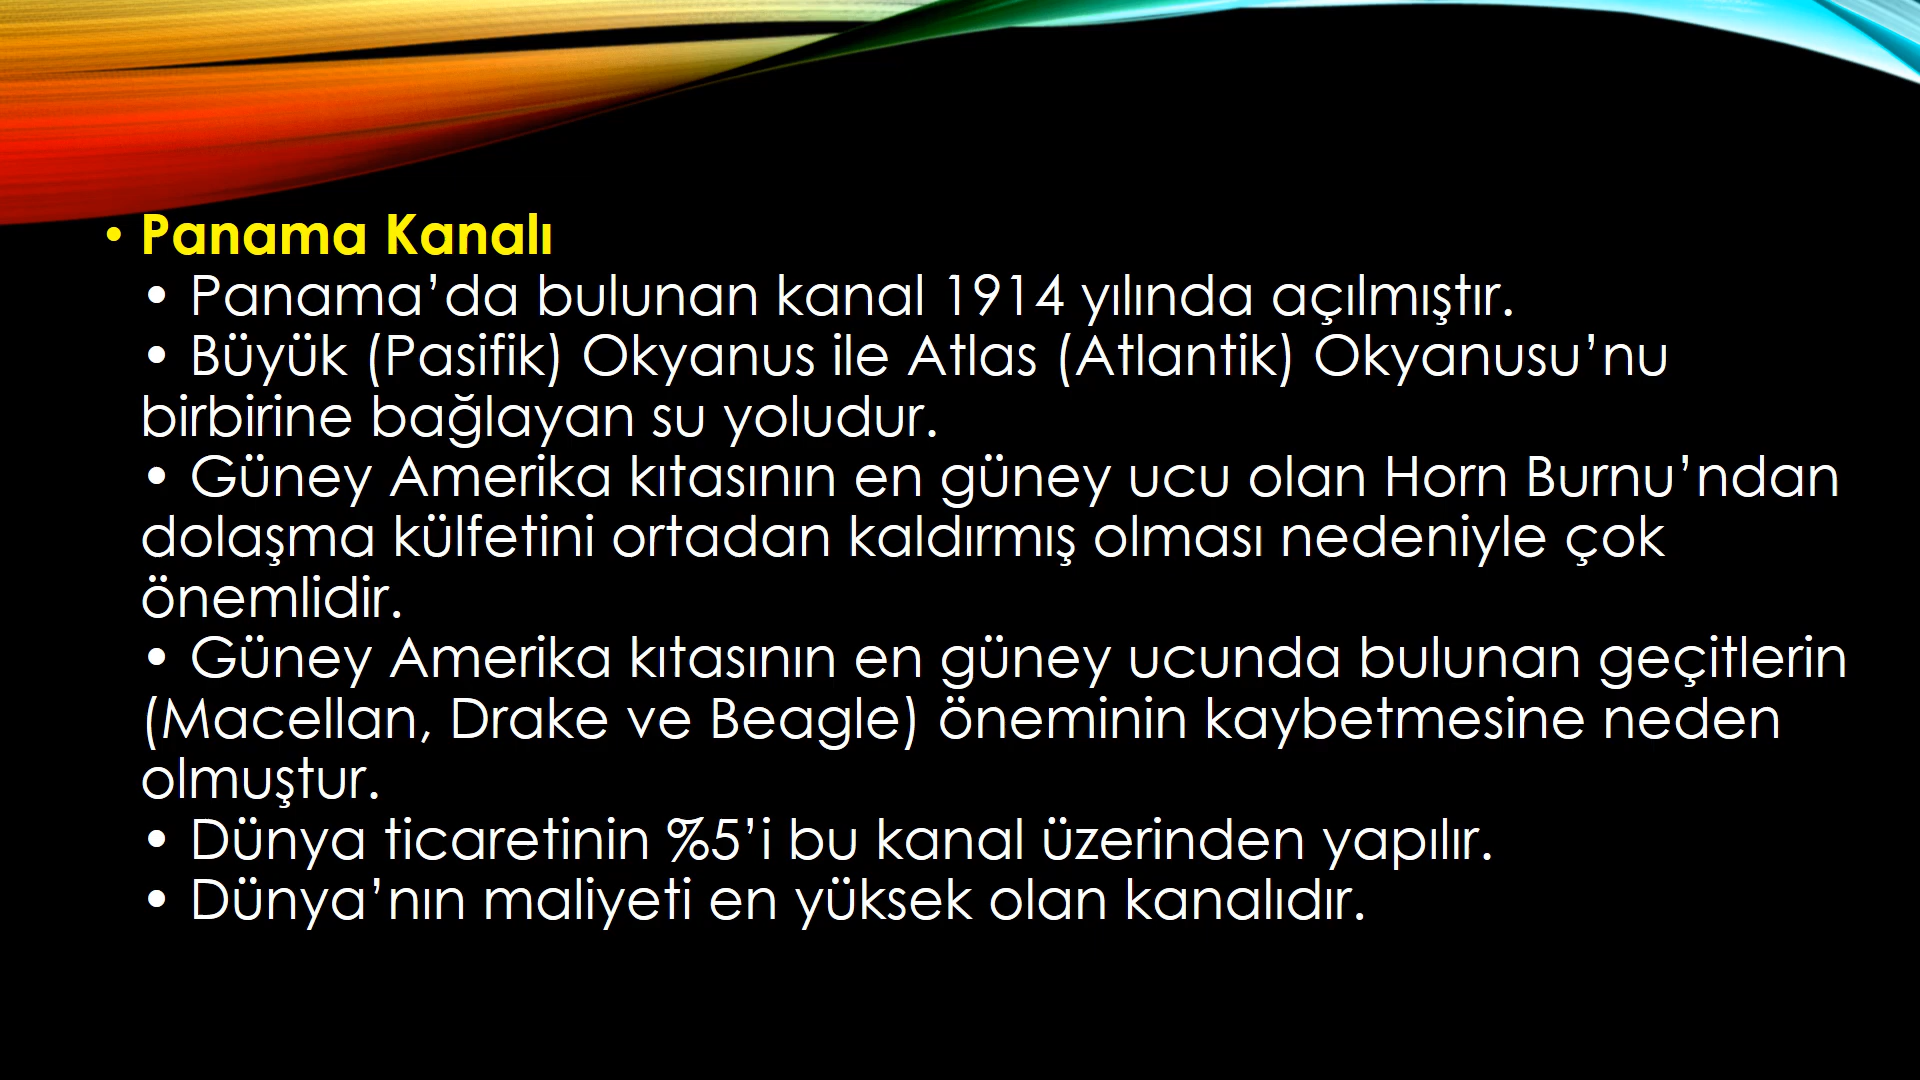 • Panama Kanalı
• Panama’da bulunan kanal 1914 yılında açılmıştır.
• Büyük (Pasifik) Okyanus ile Atlas (Atlantik) Okyanusu’nu
birbirine bağlayan su yoludur.
• Güney Amerika kıtasının en güney ucu olan Horn Burnu’ndan
dolaşma külfetini ortadan kaldırmış olması nedeniyle çok
önemlidir.
• Güney Amerika kıtasının en güney ucunda bulunan geçitlerin
(Macellan, Drake ve Beagle) öneminin kaybetmesine neden
olmuştur.
• Dünya ticaretinin %5’i bu kanal üzerinden yapılır.
• Dünya’nın maliyeti en yüksek olan kanalıdır.